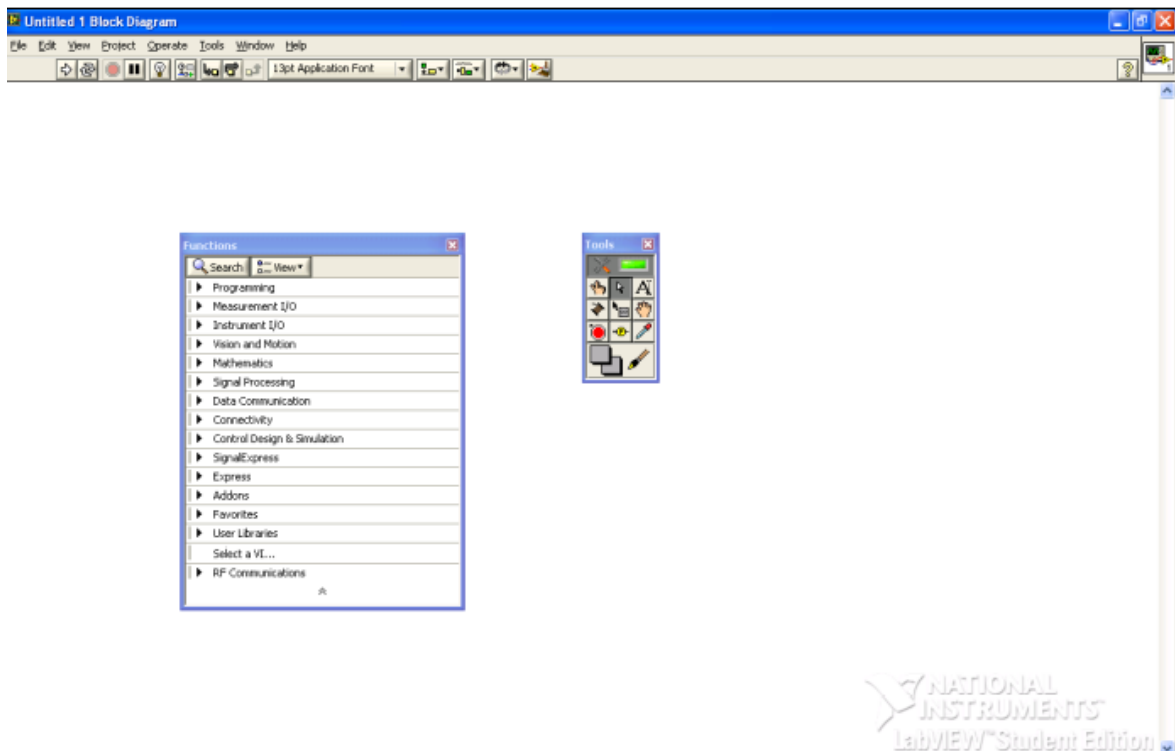 Untitled 1 Block Diagram
File Edit View Project Operate Tools Window Help
13pt Application Font
Functions
Search View
Programming
Measurement I/O
Instrument I/O
Vision and Motion
Mathematics
Signal Processing
Data Communication
Connectivity
Control Design & Simulation
SignalExpress
Express
Addons
Favorites
User Libraries
Select a VI...
RF Communications
Tools
NATIONAL
INSTRUMENTS™
LabVIEW™ Student Edition